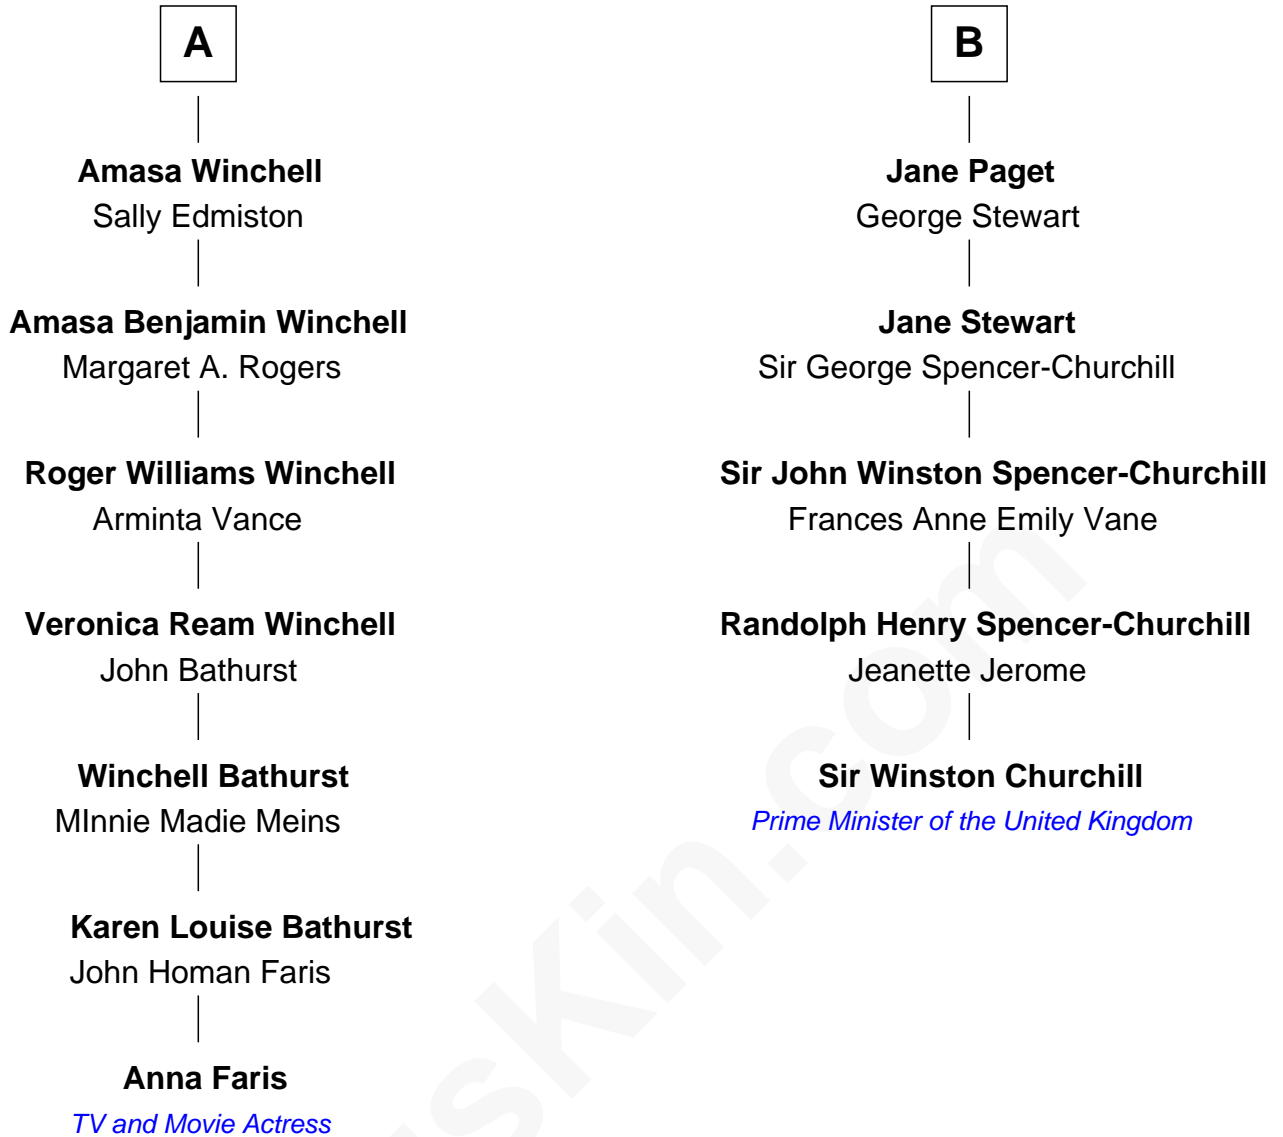 A
Amasa Winchell
Sally Edmiston
Amasa Benjamin Winchell
Margaret A. Rogers
Roger Williams Winchell
Arminta Vance
Veronica Ream Winchell
John Bathurst
Winchell Bathurst
MInnie Madie Meins
Karen Louise Bathurst
John Homan Faris
Anna Faris
TV and Movie Actress
B
Jane Paget
George Stewart
Jane Stewart
Sir George Spencer-Churchill
Sir John Winston Spencer-Churchill
Frances Anne Emily Vane
Randolph Henry Spencer-Churchill
Jeanette Jerome
Sir Winston Churchill
Prime Minister of the United Kingdom
sKin.com